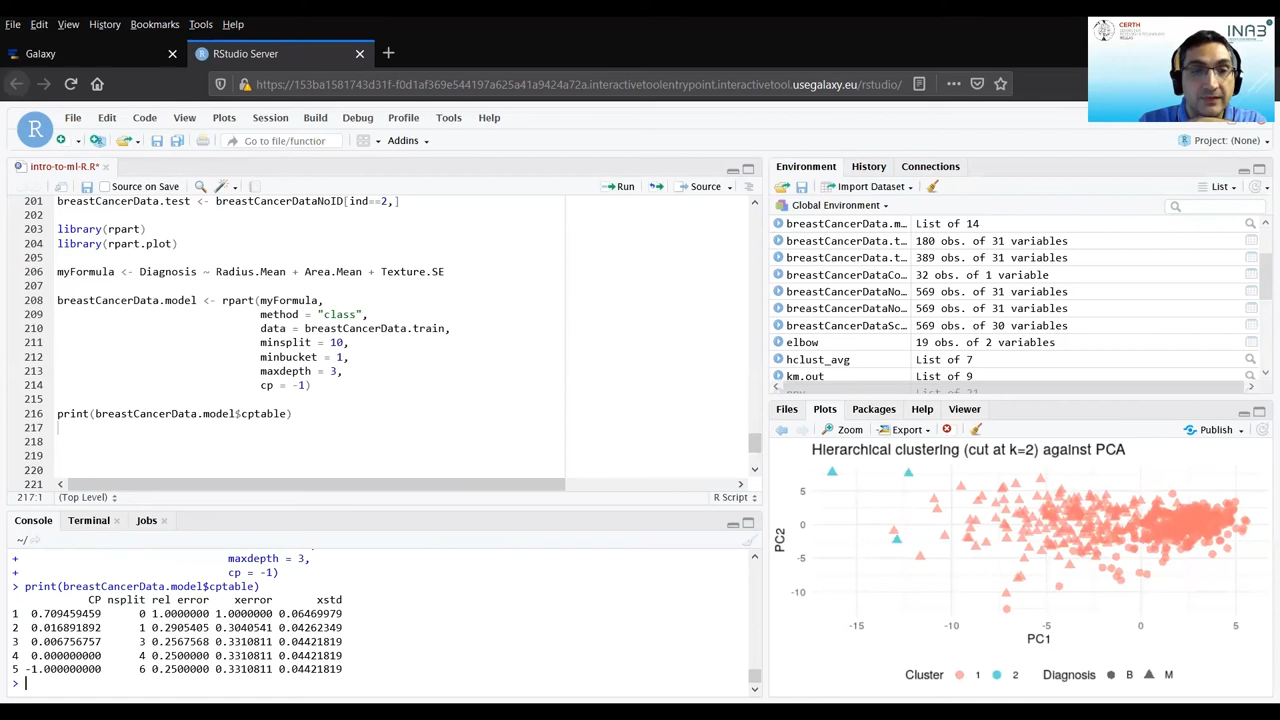 File Edit View History Bookmarks Tools Help
CERTH
INAB
Galaxy
RStudio Server
https://153ba1581743d31f-f0d1af369e544197a625a41a9424a72a.interactivetoolentrypoint.interactivetool.usegalaxy.eu/rstudio/
File Edit Code View Plots Session Build Debug Profile Tools Help
Go to file/functior Addins
Project: (None)
intro-to-ml-R.R*
Source on Save Run Source
201 breastCancerData.test <- breastCancerDataNoID[ind==2,]
202
203 library(rpart)
204 library(rpart.plot)
205
206 myFormula <- Diagnosis ~ Radius.Mean + Area.Mean + Texture.SE
207
208 breastCancerData.model <- rpart(myFormula,
209 method = "class",
210 data = breastCancerData.train,
211 minsplit = 10,
212 minbucket = 1,
213 maxdepth = 3,
214 cp = -1)
215
216 print(breastCancerData.model$cptable)
217
218
219
220
221
217:1 (Top Level) R Script
Console Terminal Jobs
~/
+ maxdepth = 3,
+ cp = -1)
> print(breastCancerData.model$cptable)
CP nsplit rel error xerror xstd
1 0.709459459 0 1.0000000 1.0000000 0.06469979
2 0.016891892 1 0.2905405 0.3040541 0.04262349
3 0.006756757 3 0.2567568 0.3310811 0.04421819
4 0.000000000 4 0.2500000 0.3310811 0.04421819
5 -1.000000000 6 0.2500000 0.3310811 0.04421819
>
Environment History Connections
Import Dataset List
Global Environment
breastCancerData.m… List of 14
breastCancerData.t… 180 obs. of 31 variables
breastCancerData.t… 389 obs. of 31 variables
breastCancerDataCo… 32 obs. of 1 variable
breastCancerDataNo… 569 obs. of 31 variables
breastCancerDataNo… 569 obs. of 31 variables
breastCancerDataSc… 569 obs. of 30 variables
elbow 19 obs. of 2 variables
hclust_avg List of 7
km.out List of 9
Files Plots Packages Help Viewer
Zoom Export Publish
Hierarchical clustering (cut at k=2) against PCA
PC2
5
0
-5
-10
-15 -10 -5 0 5
PC1
Cluster 1 2 Diagnosis B M